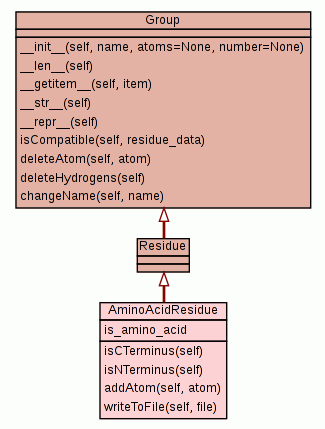 Group
__init__(self, name, atoms=None, number=None)
__len__(self)
__getitem__(self, item)
__str__(self)
__repr__(self)
isCompatible(self, residue_data)
deleteAtom(self, atom)
deleteHydrogens(self)
changeName(self, name)
Residue
AminoAcidResidue
is_amino_acid
isCTerminus(self)
isNTerminus(self)
addAtom(self, atom)
writeToFile(self, file)